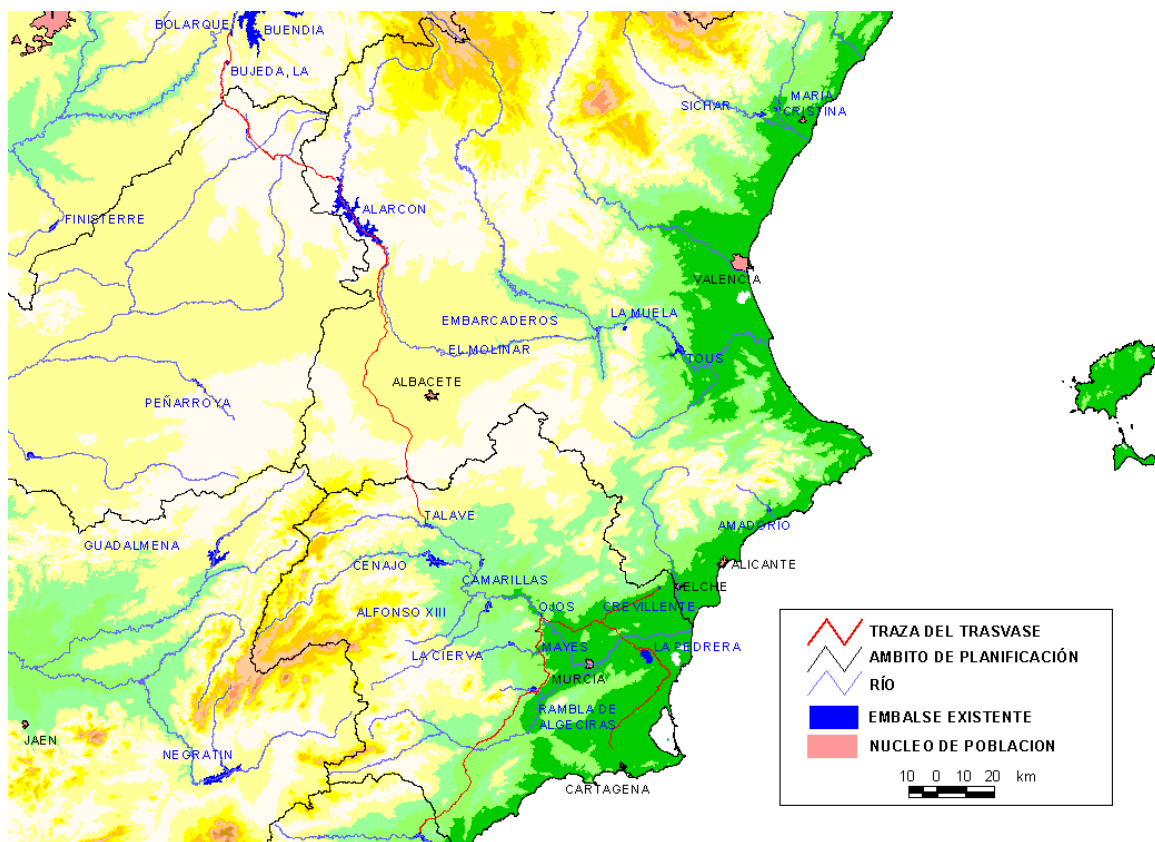 BOLARQUE
BUENDIA
BUJEDA, LA
SICHAR
MARIA
CRISTINA
FINISTERRE
ALARCON
VALENCIA
LA MUELA
EMBARCADEROS
EL MOLINAR
TOUS
ALBACETE
PEÑARROYA
TALAVE
AMADORIO
GUADALMENA
CENAJO
ALICANTE
CAMARILLAS
ELCHE
ALFONSO XIII
OJOS
CREVILLENTE
LA CIERVA
MAYES
LA PEDRERA
MURCIA
RAMBLA DE
ALGECIRAS
JAEN
NEGRATIN
CARTAGENA
TRAZA DEL TRASVASE
AMBITO DE PLANIFICACIÓN
RÍO
EMBALSE EXISTENTE
NUCLEO DE POBLACION
10 0 10 20 km